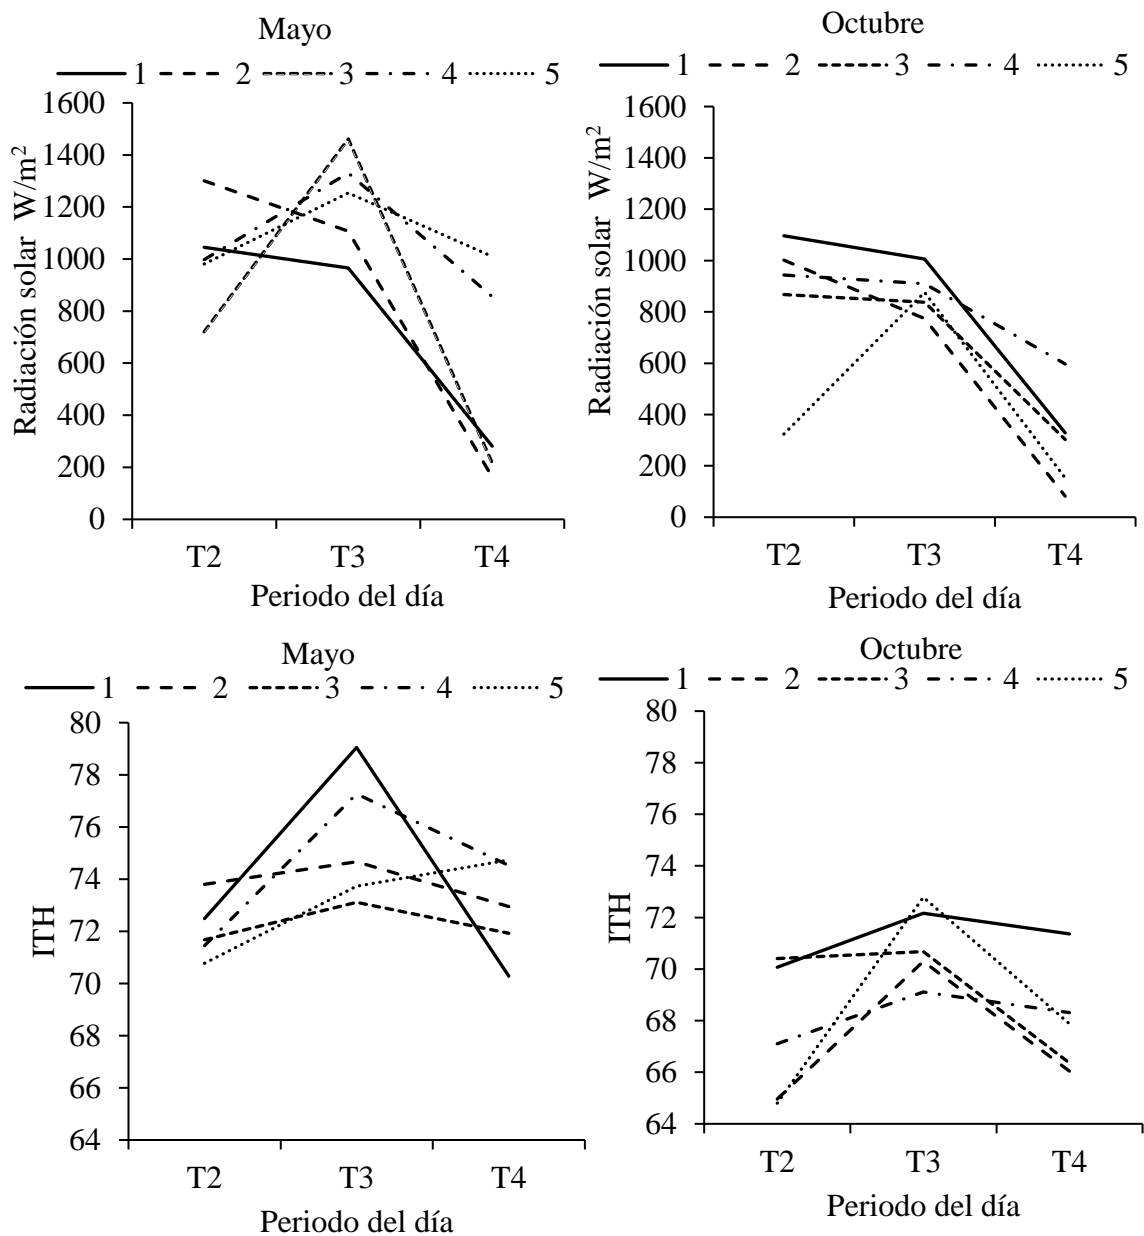 Mayo
1 2 3 4 5
Radiación solar W/m²
1600
1400
1200
1000
800
600
400
200
0
T2 T3 T4
Periodo del día
Octubre
1 2 3 4 5
Radiación solar W/m²
1600
1400
1200
1000
800
600
400
200
0
T2 T3 T4
Periodo del día
Mayo
1 2 3 4 5
ITH
80
78
76
74
72
70
68
66
64
T2 T3 T4
Periodo del día
Octubre
1 2 3 4 5
ITH
80
78
76
74
72
70
68
66
64
T2 T3 T4
Periodo del día